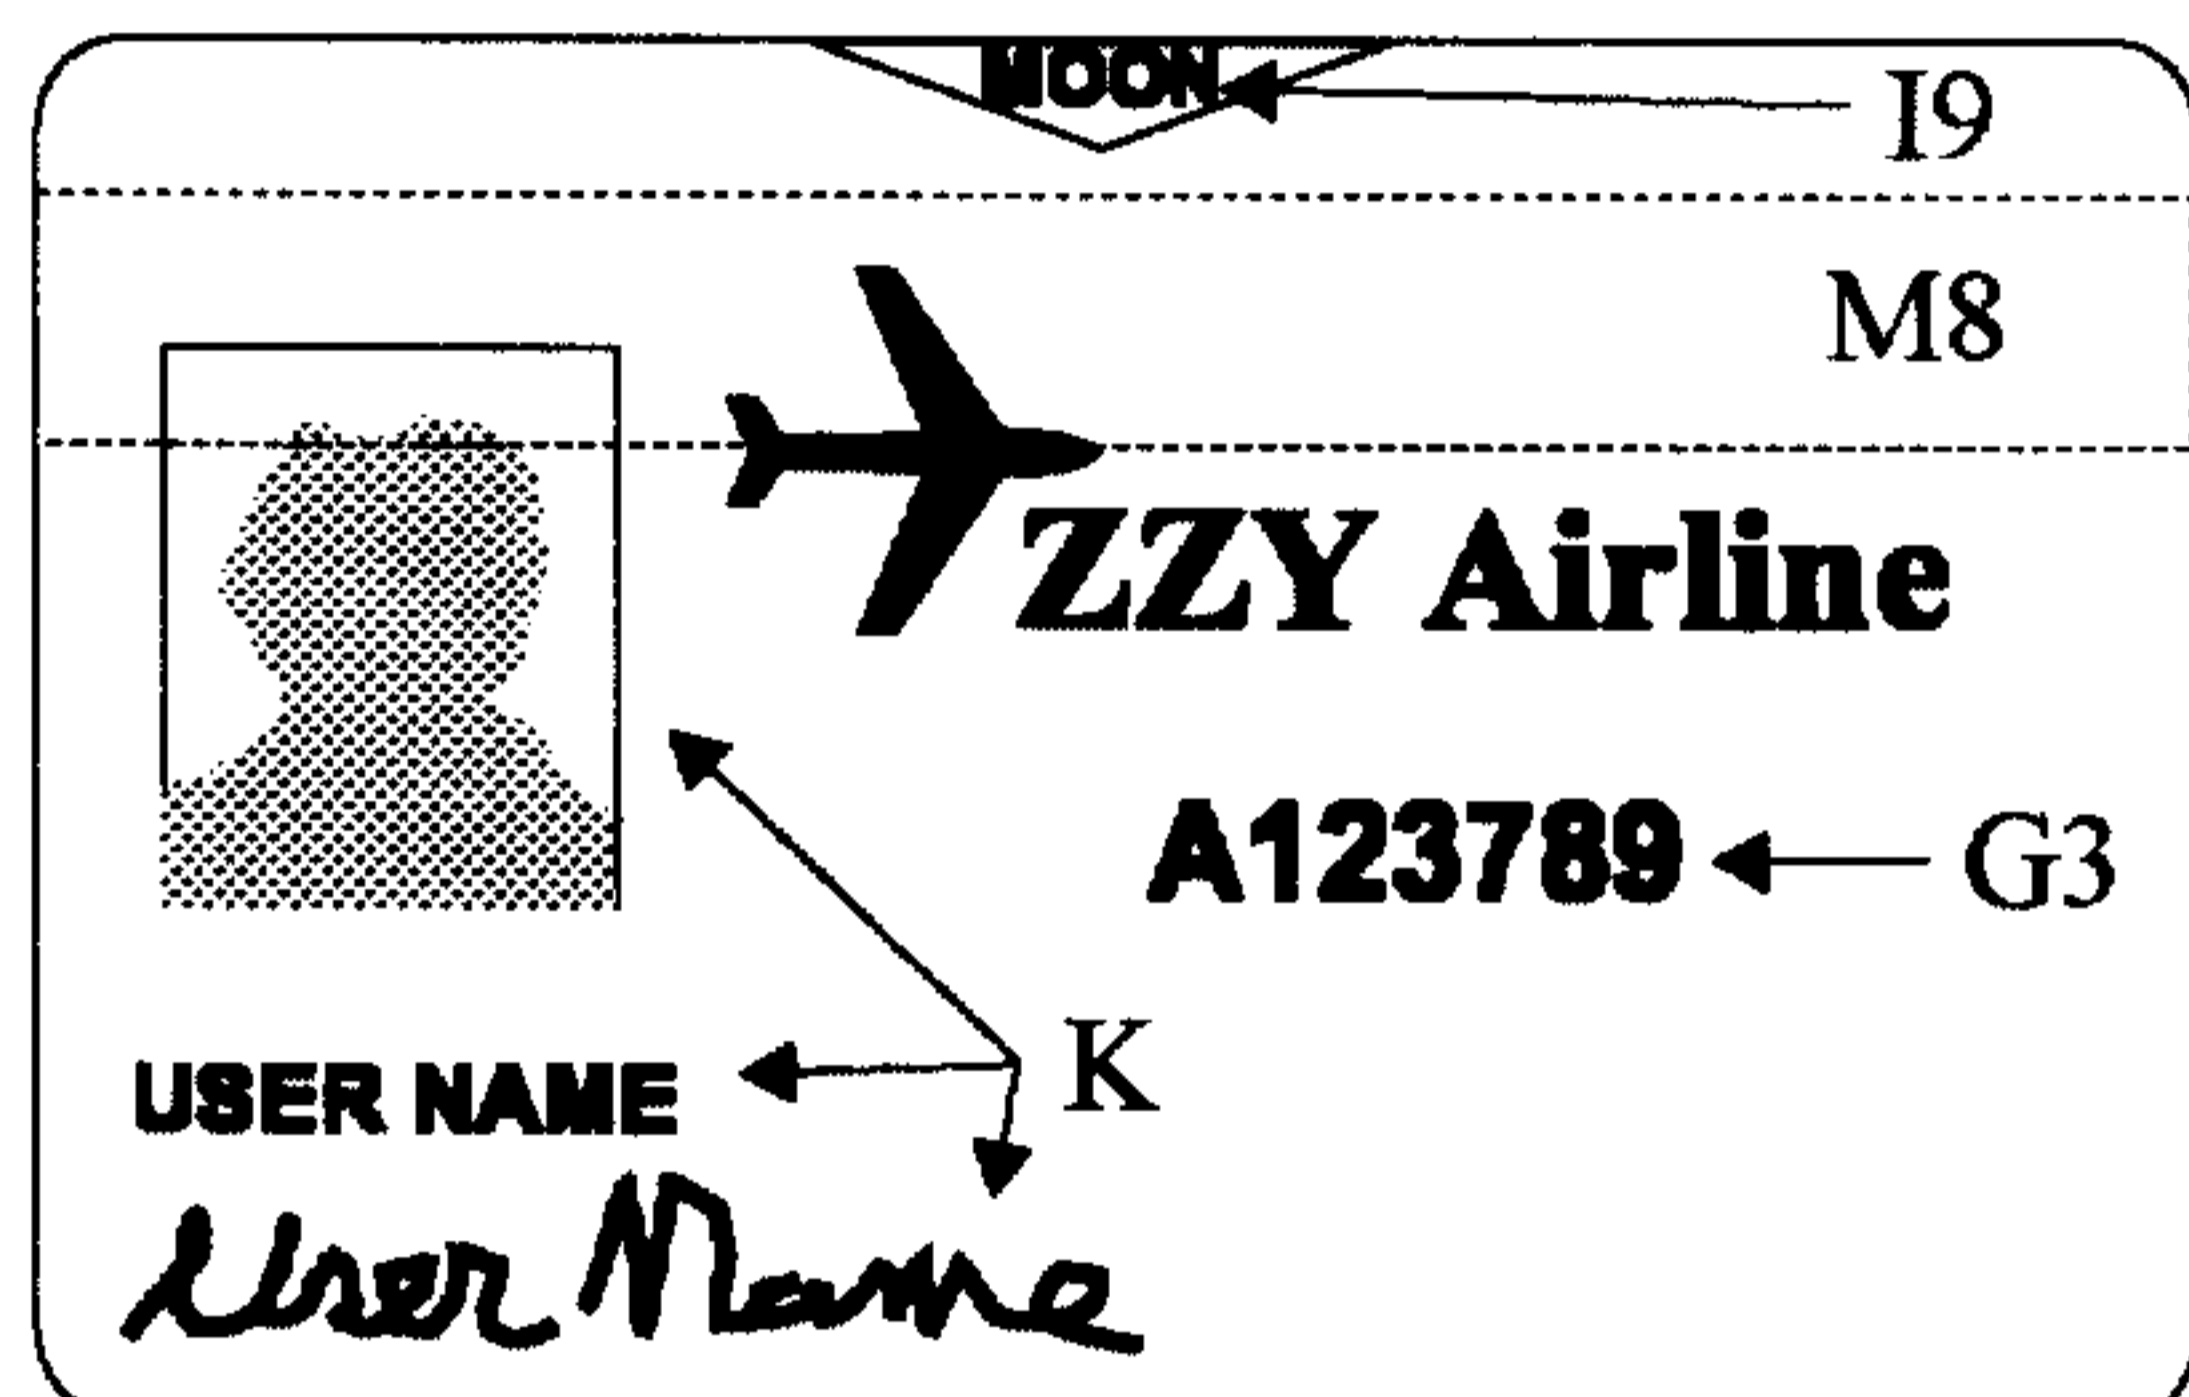 MOON
I9
M8
ZZY Airline
A123789
G3
K
USER NAME
User Name